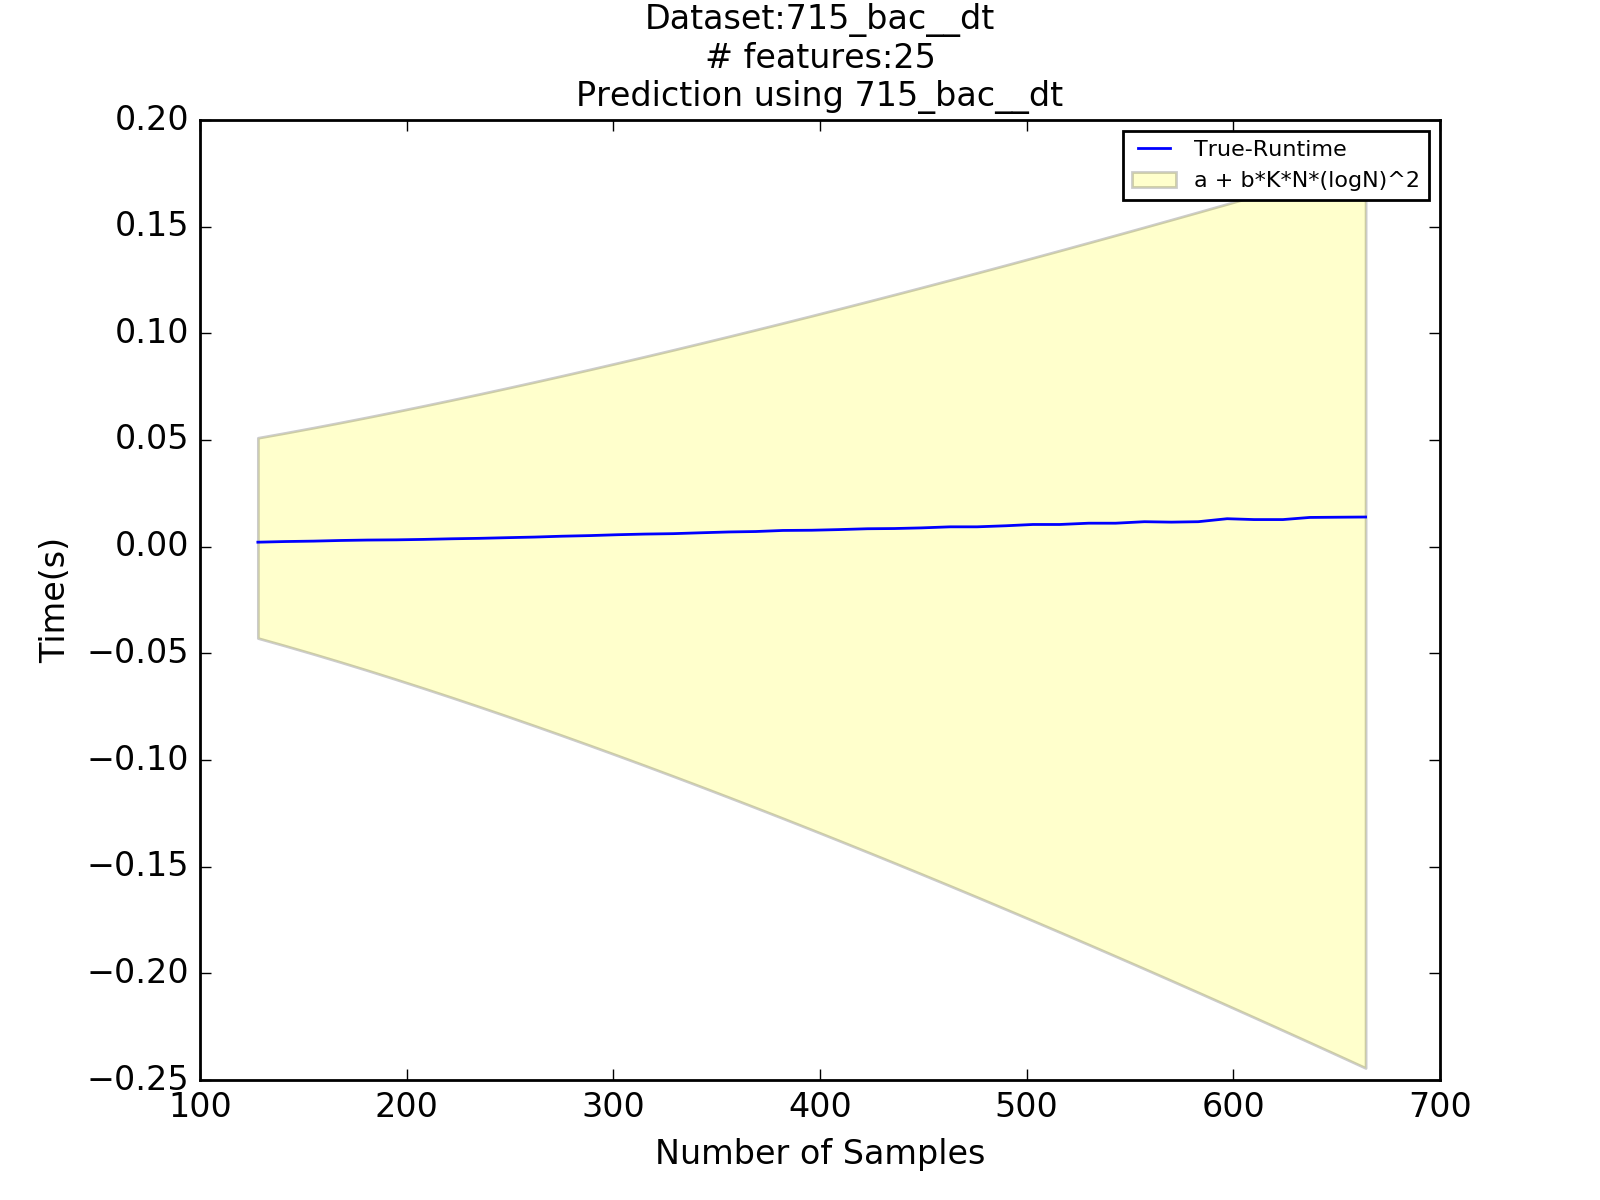 Dataset:715_bac__dt
# features:25
Prediction using 715_bac__dt
True-Runtime
a + b*K*N*(logN)^2
0.20
0.15
0.10
0.05
0.00
−0.05
−0.10
−0.15
−0.20
−0.25
Time(s)
100 200 300 400 500 600 700
Number of Samples